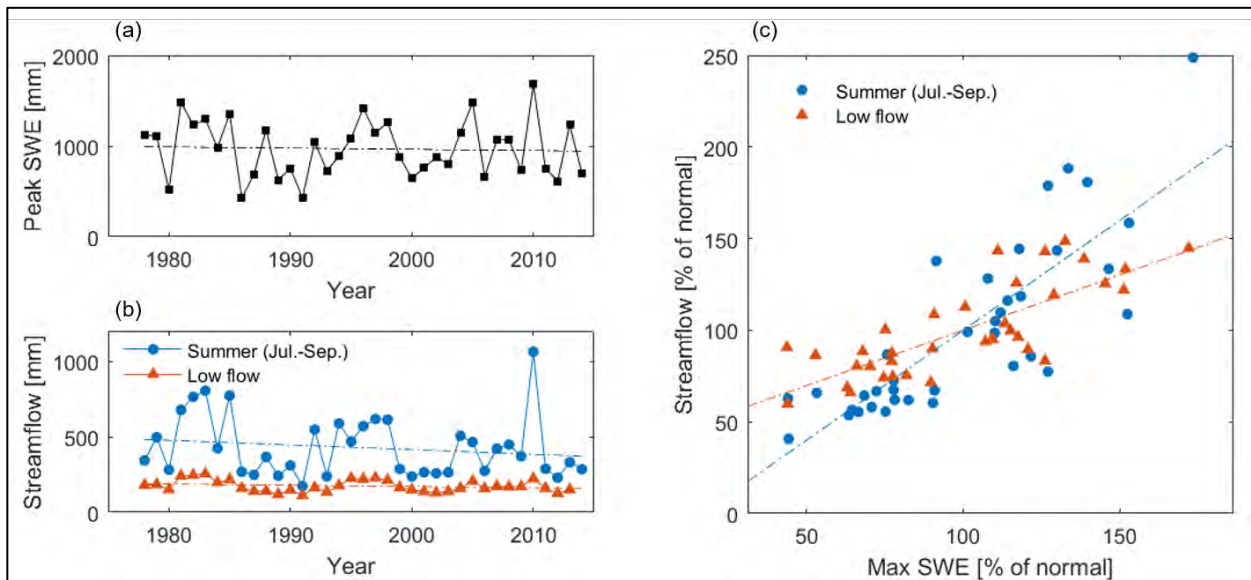 (a)
Peak SWE [mm]
2000
1000
0
1980
1990
2000
2010
Year
(b)
Streamflow [mm]
1000
500
0
Summer (Jul.-Sep.)
Low flow
1980
1990
2000
2010
Year
(c)
Streamflow [% of normal]
250
200
150
100
50
0
Summer (Jul.-Sep.)
Low flow
50
100
150
Max SWE [% of normal]